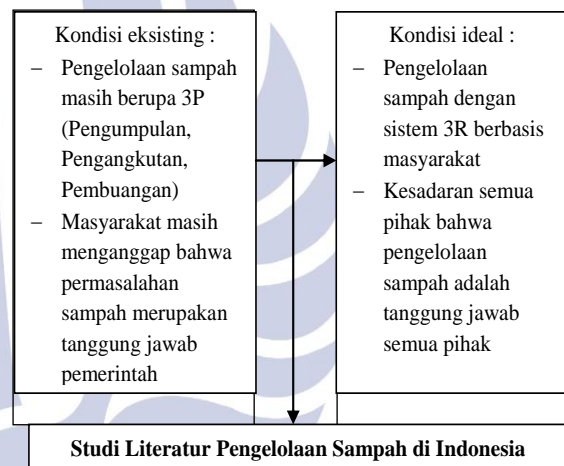 Kondisi eksisting :
– Pengelolaan sampah
masih berupa 3P
(Pengumpulan,
Pengangkutan,
Pembuangan)
– Masyarakat masih
menganggap bahwa
permasalahan
sampah merupakan
tanggung jawab
pemerintah
Kondisi ideal :
– Pengelolaan
sampah dengan
sistem 3R berbasis
masyarakat
– Kesadaran semua
pihak bahwa
pengelolaan
sampah adalah
tanggung jawab
semua pihak
Studi Literatur Pengelolaan Sampah di Indonesia